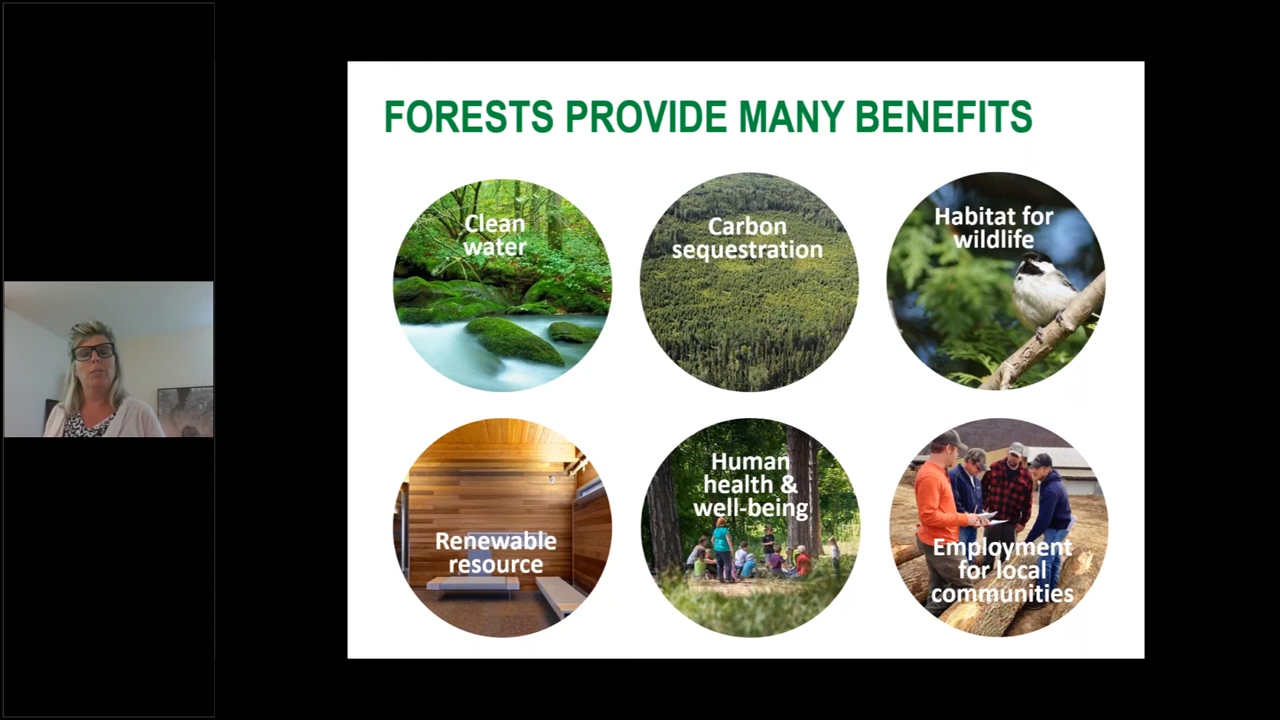 FORESTS PROVIDE MANY BENEFITS
Clean
water
Carbon
sequestration
Habitat for
wildlife
Renewable
resource
Human
health &
well-being
Employment
for local
communities